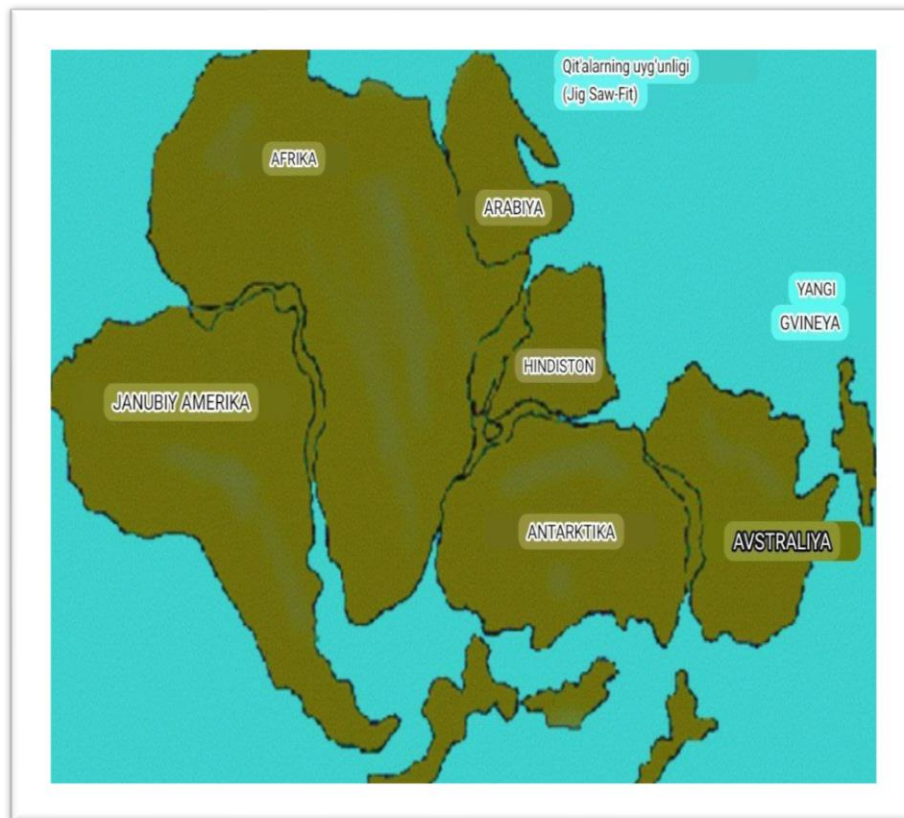 Qit'alarning uyg'unligi
(Jig Saw-Fit)
AFRIKA
ARABIYA
YANGI
GVINEYA
HINDISTON
JANUBIY AMERIKA
ANTARKTIKA
AVSTRALIYA